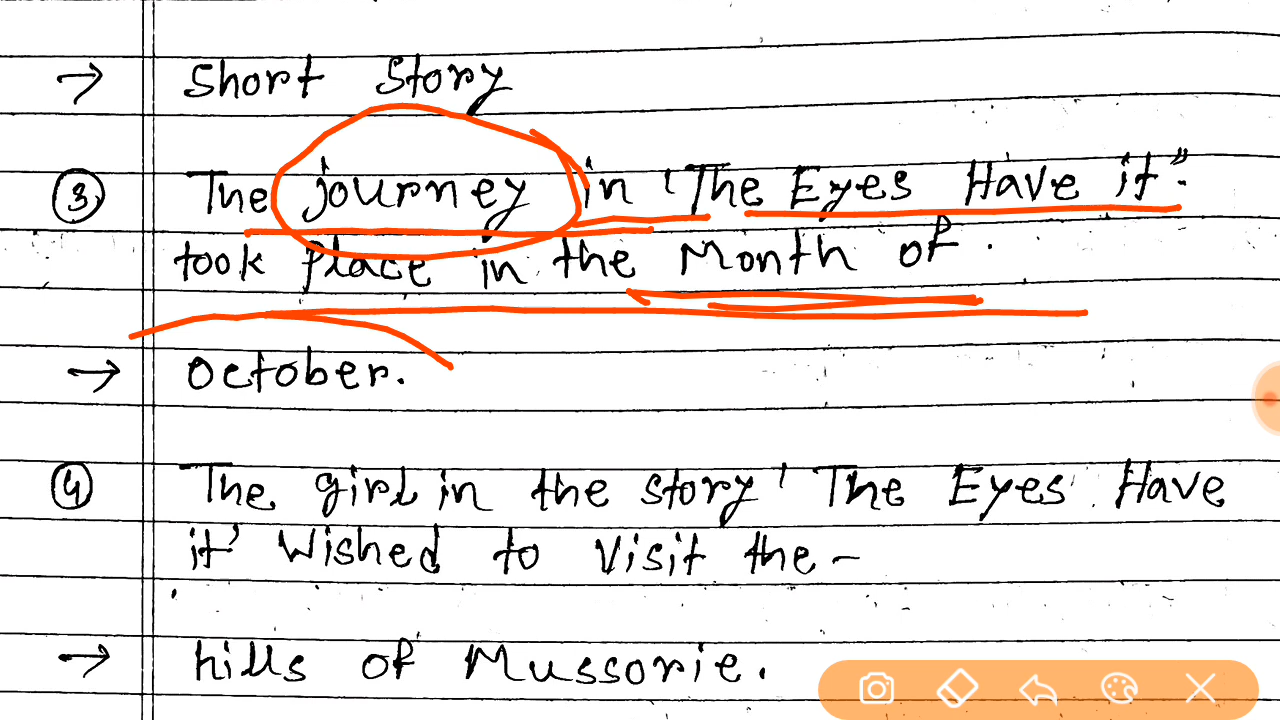 → Short Story
③ The journey in 'The Eyes Have it".
took place in the Month of.
→ October.
④ The girl in the story 'The Eyes Have
it' Wished to Visit the -
→ hills of Mussorie.